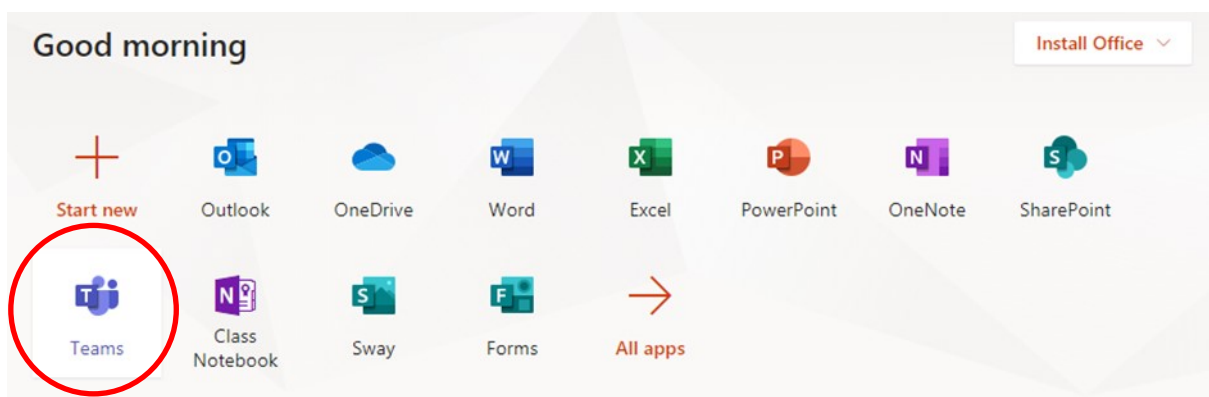 Good morning
Install Office
Start new
Outlook
OneDrive
Word
Excel
PowerPoint
OneNote
SharePoint
Teams
Class
Notebook
Sway
Forms
All apps